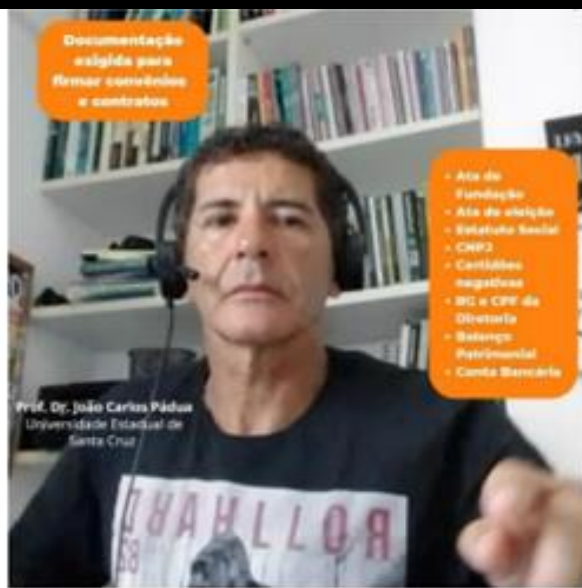 Documentação
exigida para
firmar convênios
e contratos
• Ata de
Fundação
• Ata de eleição
• Estatuto Social
• CNPJ
• Certidões
negativas
• RG e CPF da
Diretoria
• Balanço
Patrimonial
• Conta Bancária
Prof. Dr. João Carlos Pádua
Universidade Estadual de
Santa Cruz